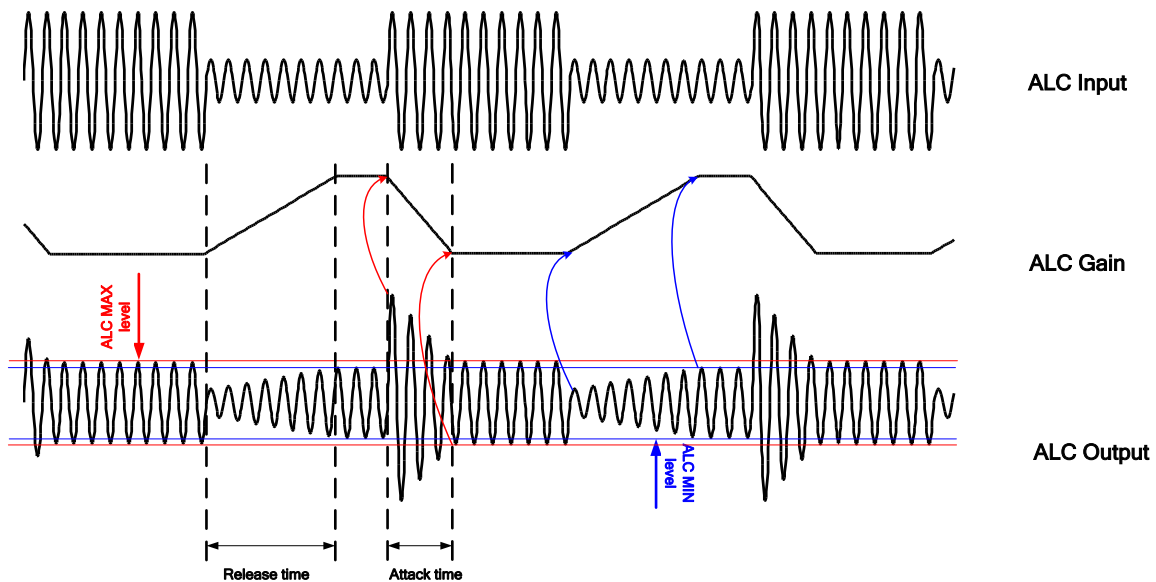 ALC Input
ALC Gain
ALC MAX
level
ALC Output
ALC MIN
level
Release time
Attack time